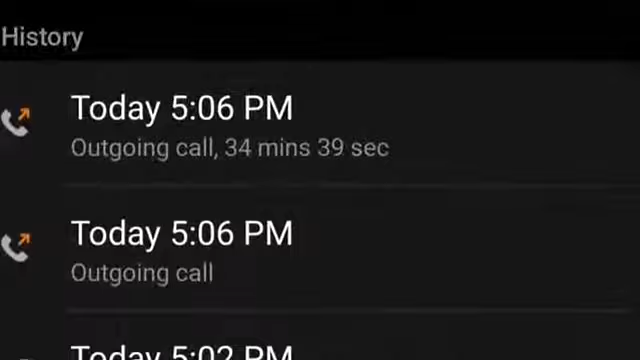 History
Today 5:06 PM
Outgoing call, 34 mins 39 sec
Today 5:06 PM
Outgoing call
Today 5:02 PM